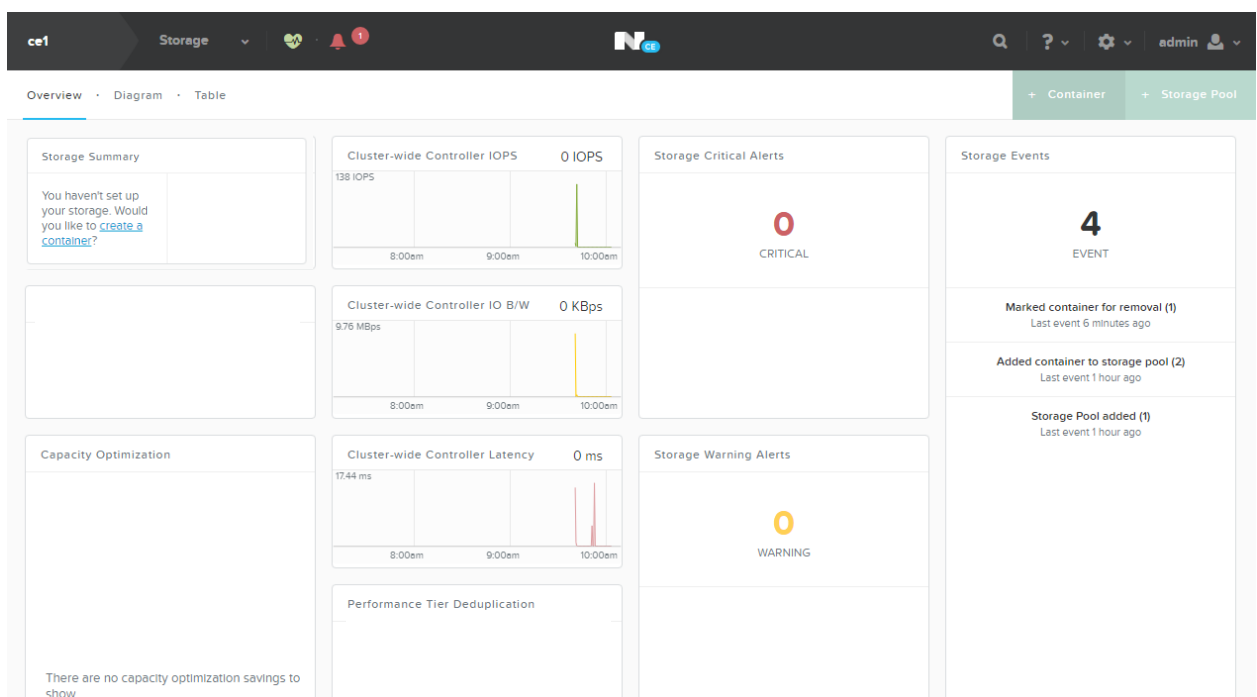 ce1
Storage
1
N CE
?
admin
Overview · Diagram · Table
+ Container
+ Storage Pool
Storage Summary
You haven't set up
your storage. Would
you like to create a
container?
Cluster-wide Controller IOPS
0 IOPS
138 IOPS
8:00am
9:00am
10:00am
Cluster-wide Controller IO B/W
0 KBps
9.76 MBps
8:00am
9:00am
10:00am
Capacity Optimization
There are no capacity optimization savings to
show
Cluster-wide Controller Latency
0 ms
17.44 ms
8:00am
9:00am
10:00am
Performance Tier Deduplication
Storage Critical Alerts
0
CRITICAL
Storage Warning Alerts
0
WARNING
Storage Events
4
EVENT
Marked container for removal (1)
Last event 6 minutes ago
Added container to storage pool (2)
Last event 1 hour ago
Storage Pool added (1)
Last event 1 hour ago